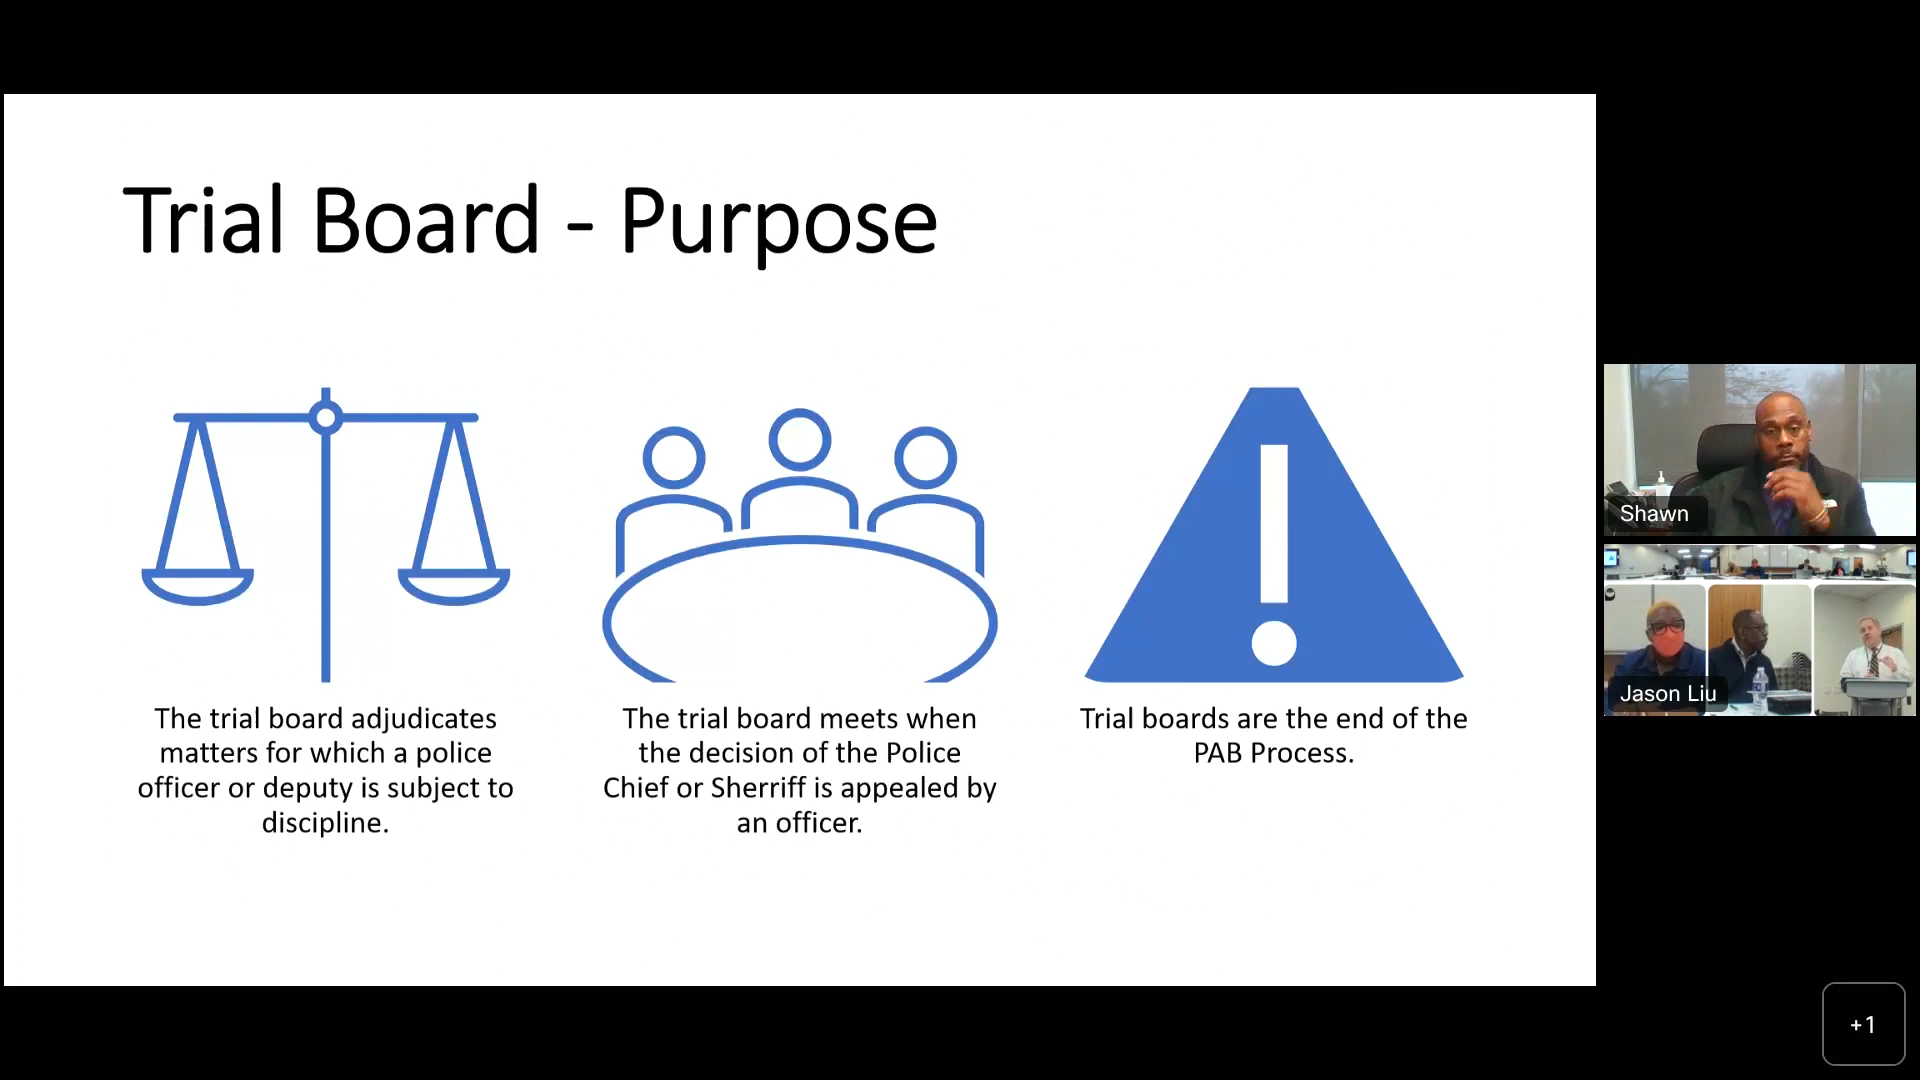 Trial Board - Purpose
The trial board adjudicates
matters for which a police
officer or deputy is subject to
discipline.
The trial board meets when
the decision of the Police
Chief or Sherriff is appealed by
an officer.
Trial boards are the end of the
PAB Process.
Shawn
Jason Liu
+1